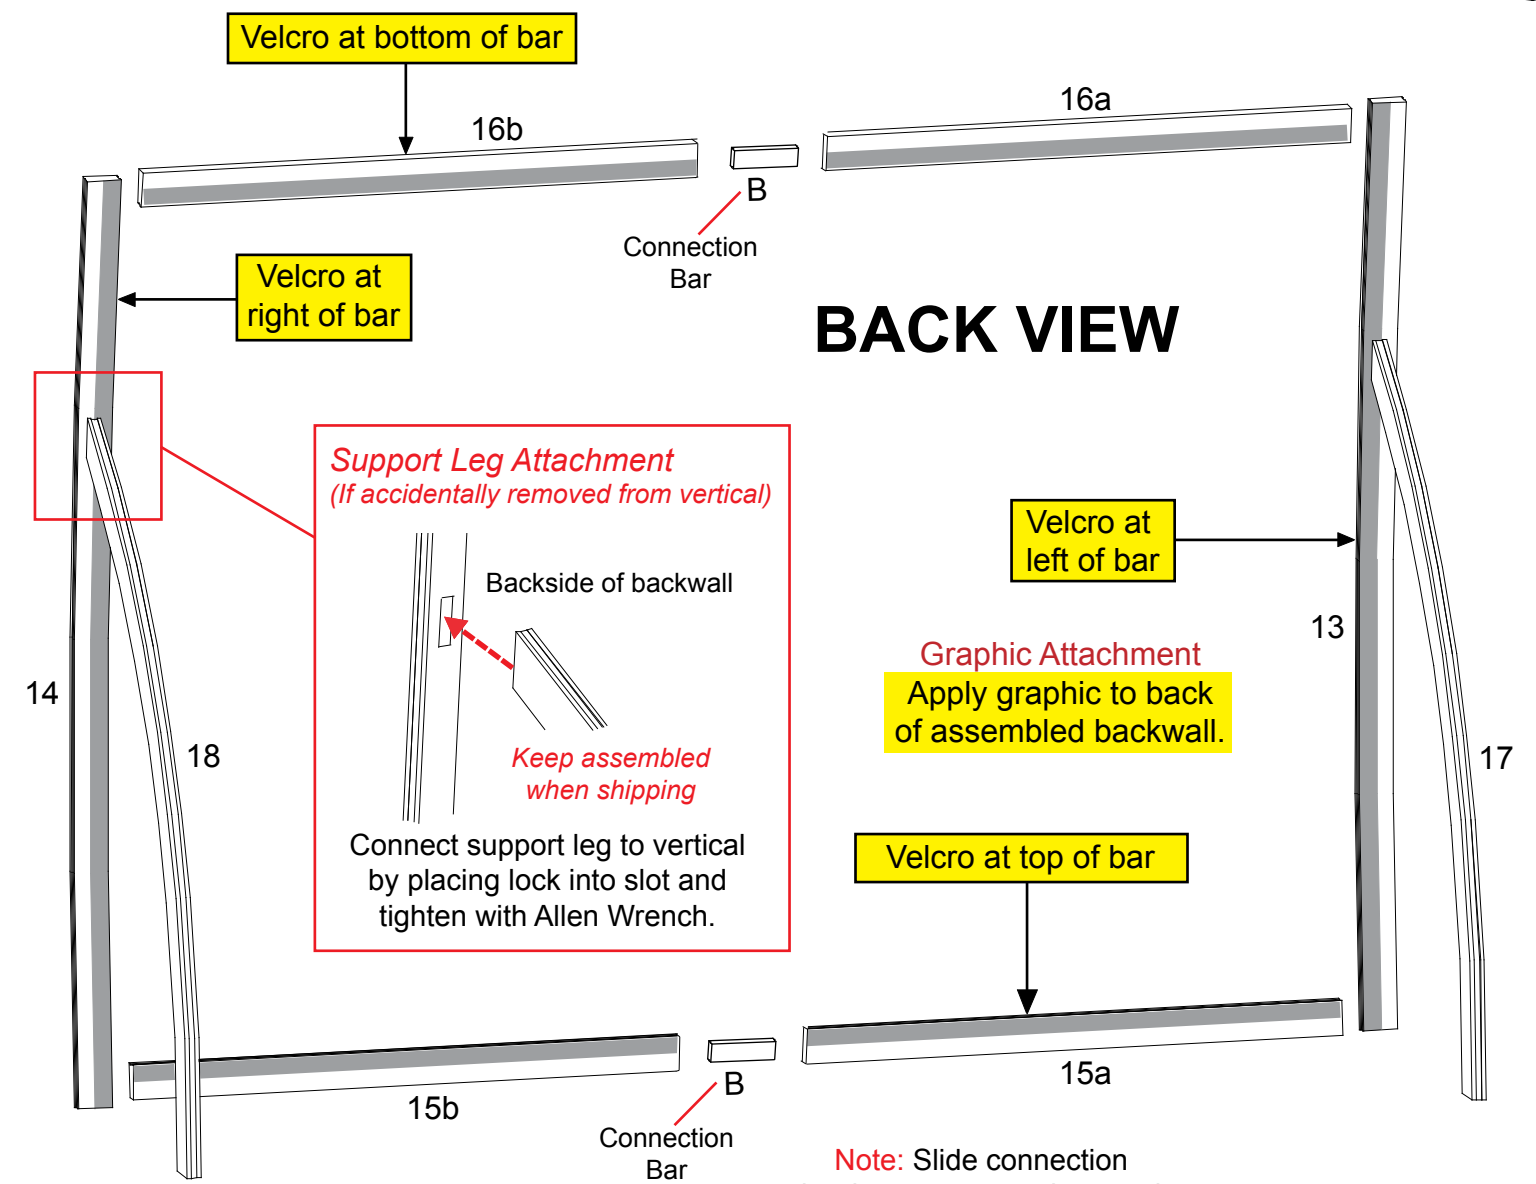 Velcro at bottom of bar
16a
16b
B
Connection
Bar
Velcro at
right of bar
BACK VIEW
Support Leg Attachment
(If accidentally removed from vertical)
Backside of backwall
Keep assembled
when shipping
Connect support leg to vertical
by placing lock into slot and
tighten with Allen Wrench.
Velcro at
left of bar
13
Graphic Attachment
Apply graphic to back
of assembled backwall.
14
18
17
Velcro at top of bar
15a
15b
B
Connection
Bar
Note: Slide connection